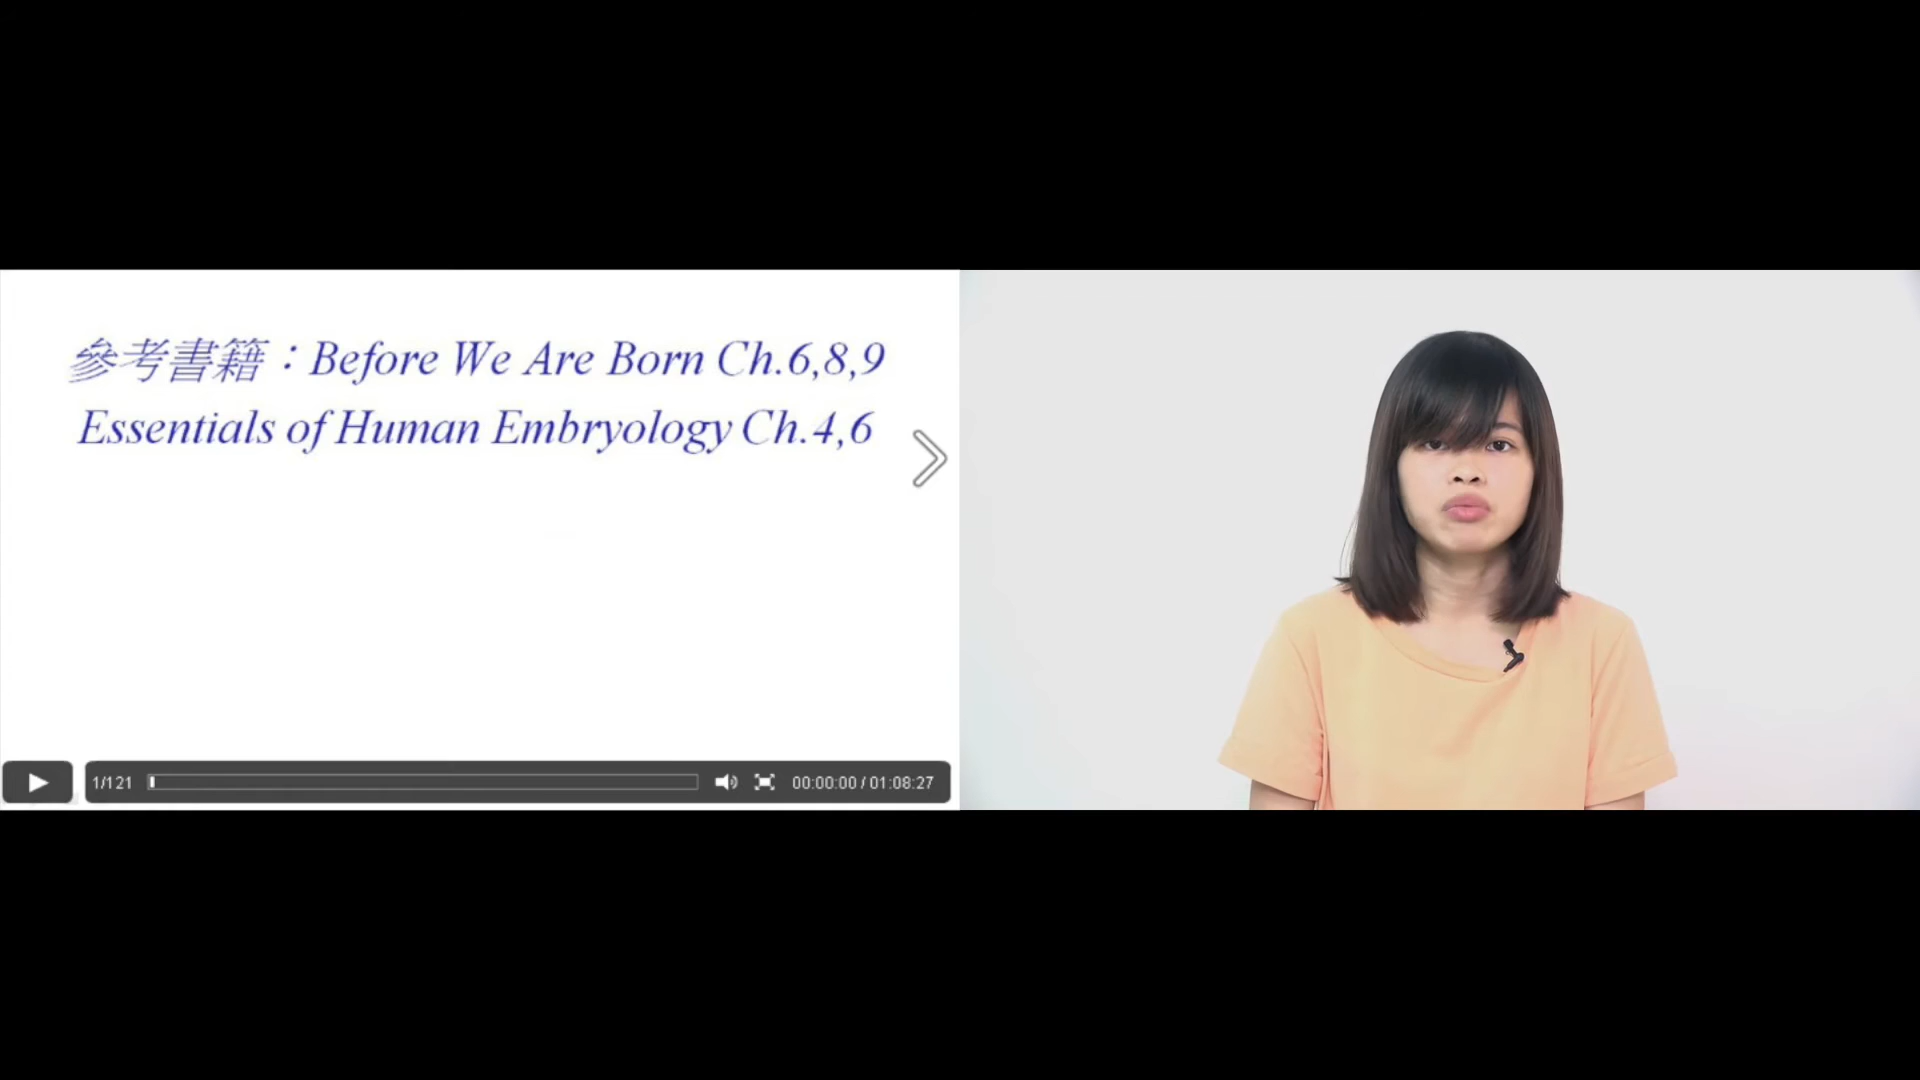 參考書籍：Before We Are Born Ch.6,8,9
Essentials of Human Embryology Ch.4,6
1/121
00:00:00 / 01:08:27